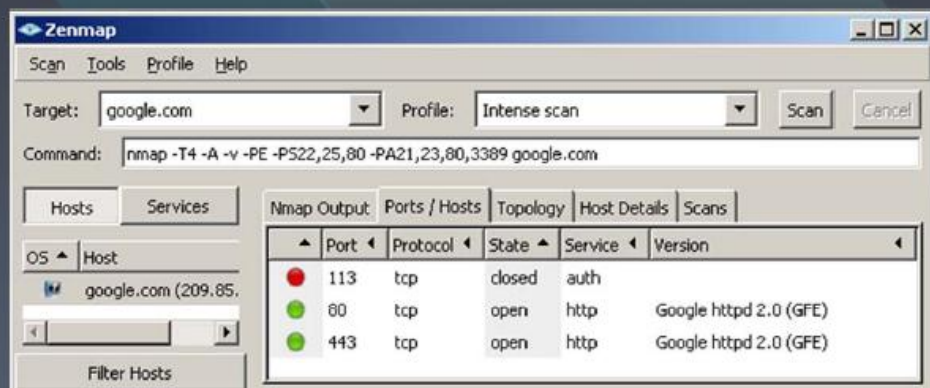 Zenmap
Scan Tools Profile Help
Target: google.com Profile: Intense scan Scan Cancel
Command: nmap -T4 -A -v -PE -PS22,25,80 -PA21,23,80,3389 google.com
Hosts Services Nmap Output Ports / Hosts Topology Host Details Scans
OS Host Port Protocol State Service Version
113 tcp closed auth
google.com (209.85. 80 tcp open http Google httpd 2.0 (GFE)
443 tcp open http Google httpd 2.0 (GFE)
Filter Hosts